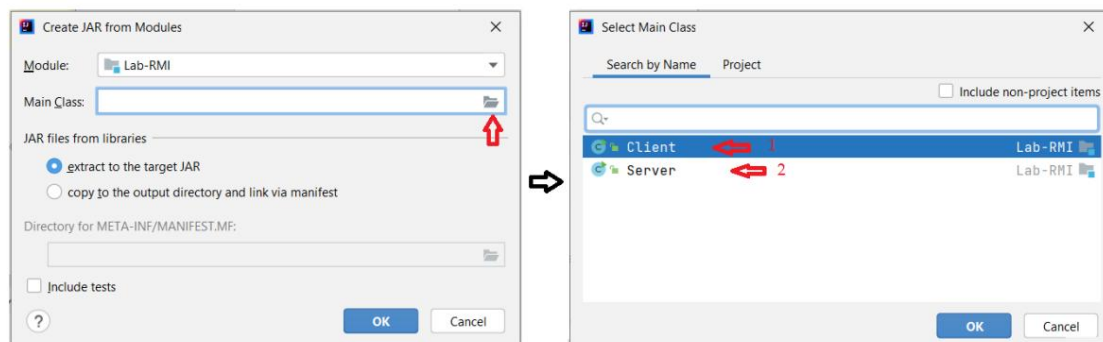 Create JAR from Modules
Module: Lab-RMI
Main Class:
JAR files from libraries
extract to the target JAR
copy to the output directory and link via manifest
Directory for META-INF/MANIFEST.MF:
Include tests
? OK Cancel
Select Main Class
Search by Name Project
Include non-project items
Client 1 Lab-RMI
Server 2 Lab-RMI
OK Cancel